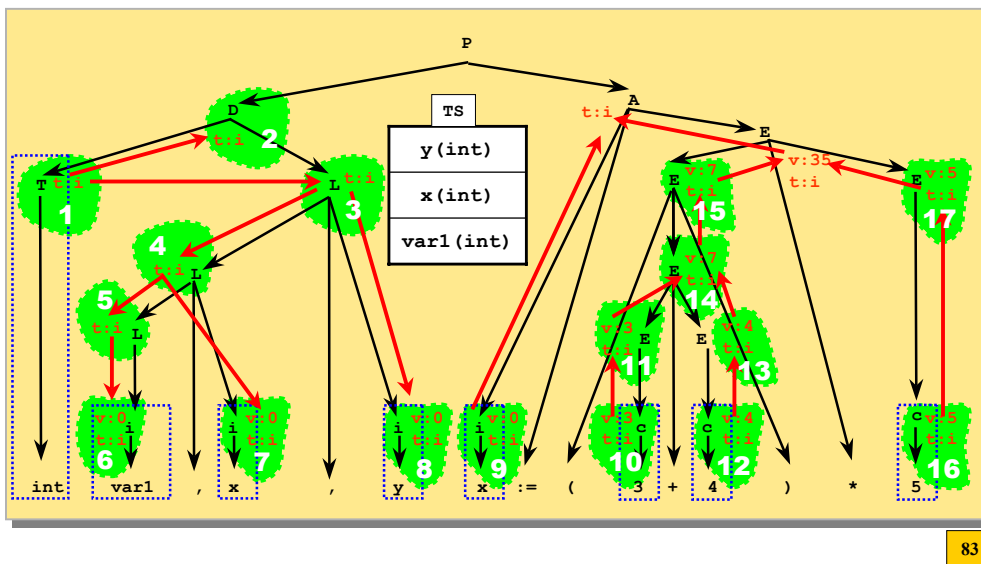 P
D
A
TS
t:i
t:i
2
E
y(int)
v:35
t:i
T
t:i
L
t:i
E
v:7
t:i
E
v:5
t:i
1
3
x(int)
15
17
4
t:i
L
var1(int)
E
v:7
t:i
14
5
t:i
L
v:3
t:i
E
E
v:4
t:i
11
13
v:0
t:i
i
i
v:0
t:i
i
v:0
t:i
i
v:0
t:i
v:3
t:i
c
c
v:4
t:i
c
v:5
t:i
6
7
8
9
10
12
16
int var1 , x , y x := ( 3 + 4 ) * 5
83